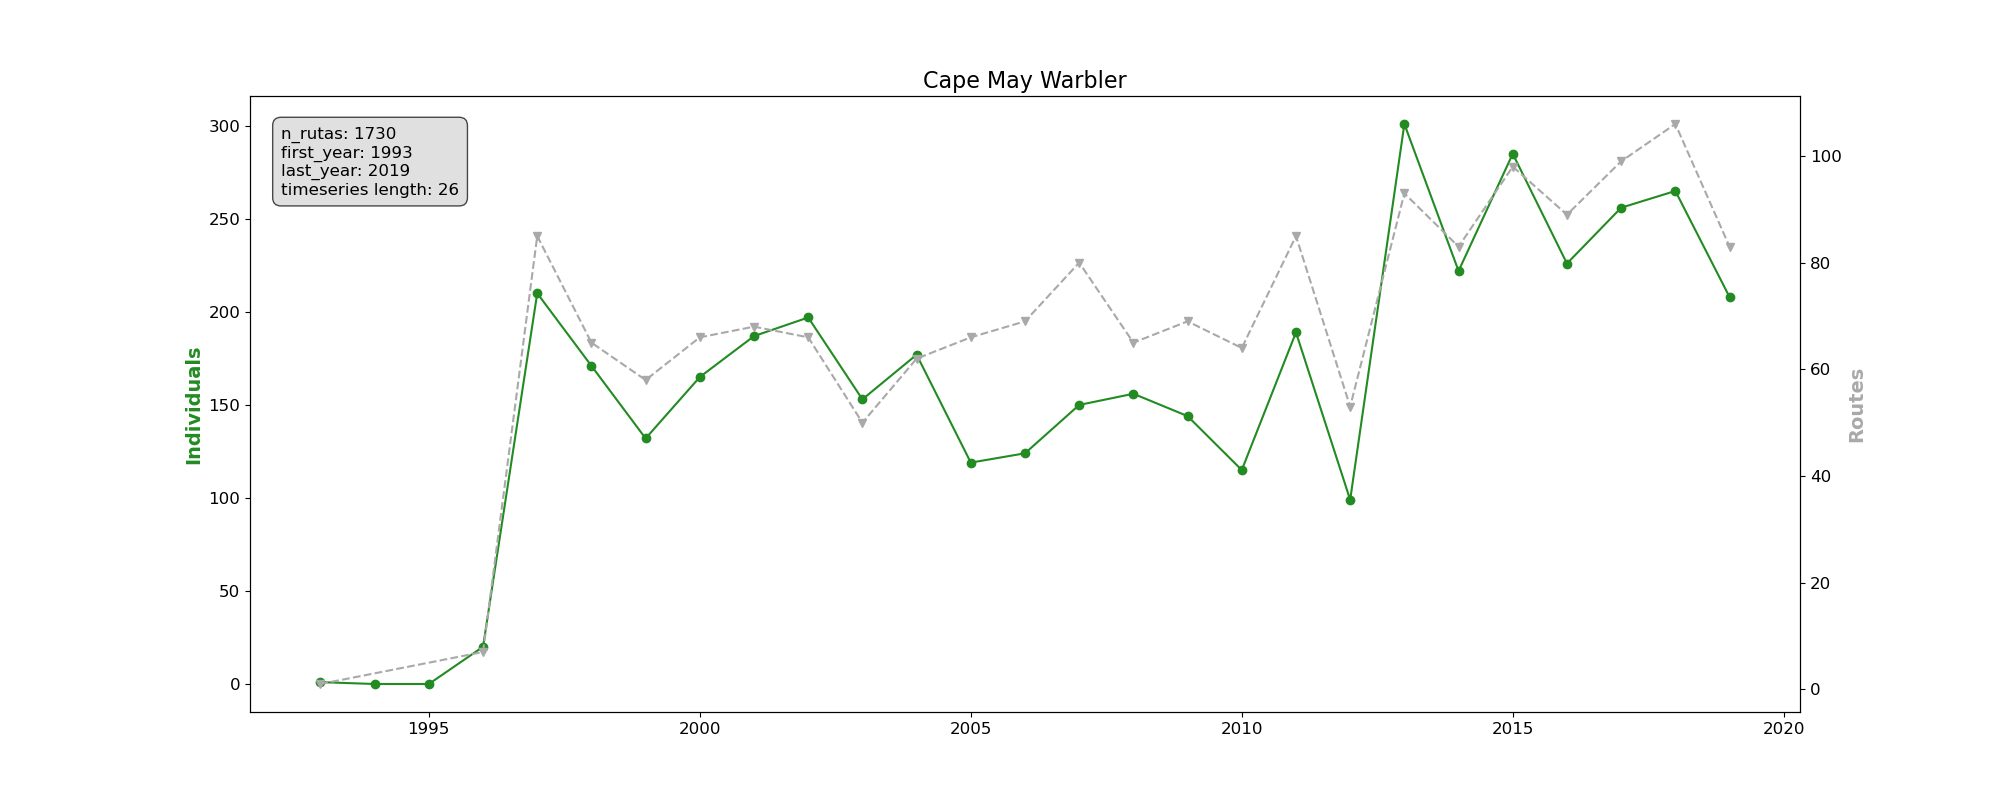 Cape May Warbler
n_rutas: 1730
first_year: 1993
last_year: 2019
timeseries length: 26
300
250
200
150
100
50
0
Individuals
100
80
60
40
20
0
Routes
1995
2000
2005
2010
2015
2020